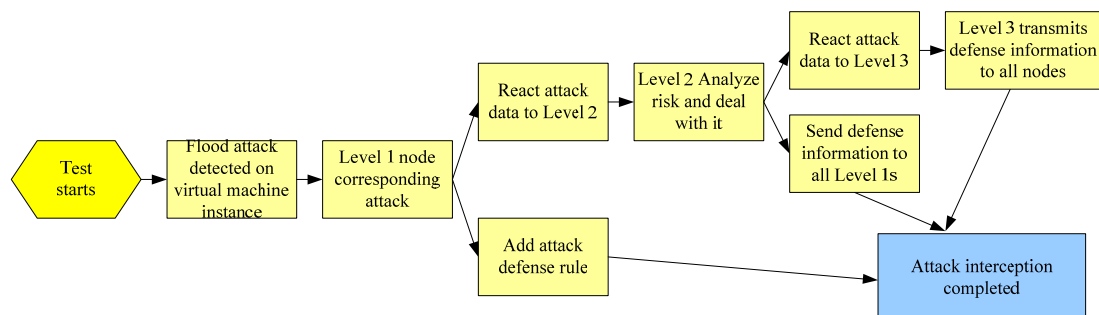 Test
starts
Flood attack
detected on
virtual machine
instance
Level 1 node
corresponding
attack
React attack
data to Level 2
Add attack
defense rule
Level 2 Analyze
risk and deal
with it
React attack
data to Level 3
Send defense
information to
all Level 1s
Level 3 transmits
defense information
to all nodes
Attack interception
completed